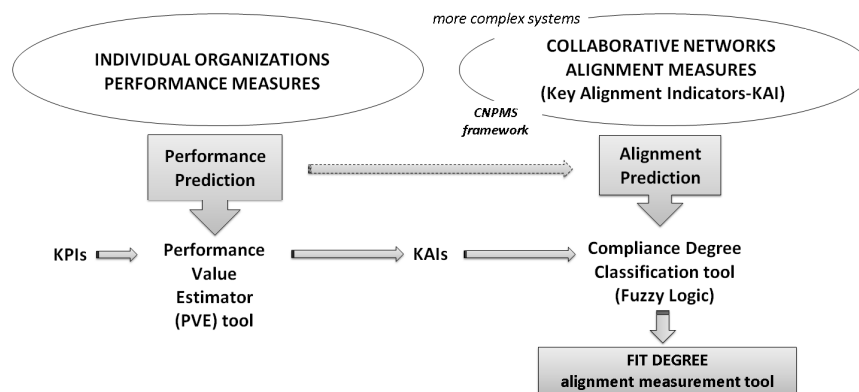 more complex systems
INDIVIDUAL ORGANIZATIONS
PERFORMANCE MEASURES
COLLABORATIVE NETWORKS
ALIGNMENT MEASURES
(Key Alignment Indicators-KAI)
CNPMS
framework
Performance
Prediction
Alignment
Prediction
KPIs
Performance
Value
Estimator
(PVE) tool
KAIs
Compliance Degree
Classification tool
(Fuzzy Logic)
FIT DEGREE
alignment measurement tool